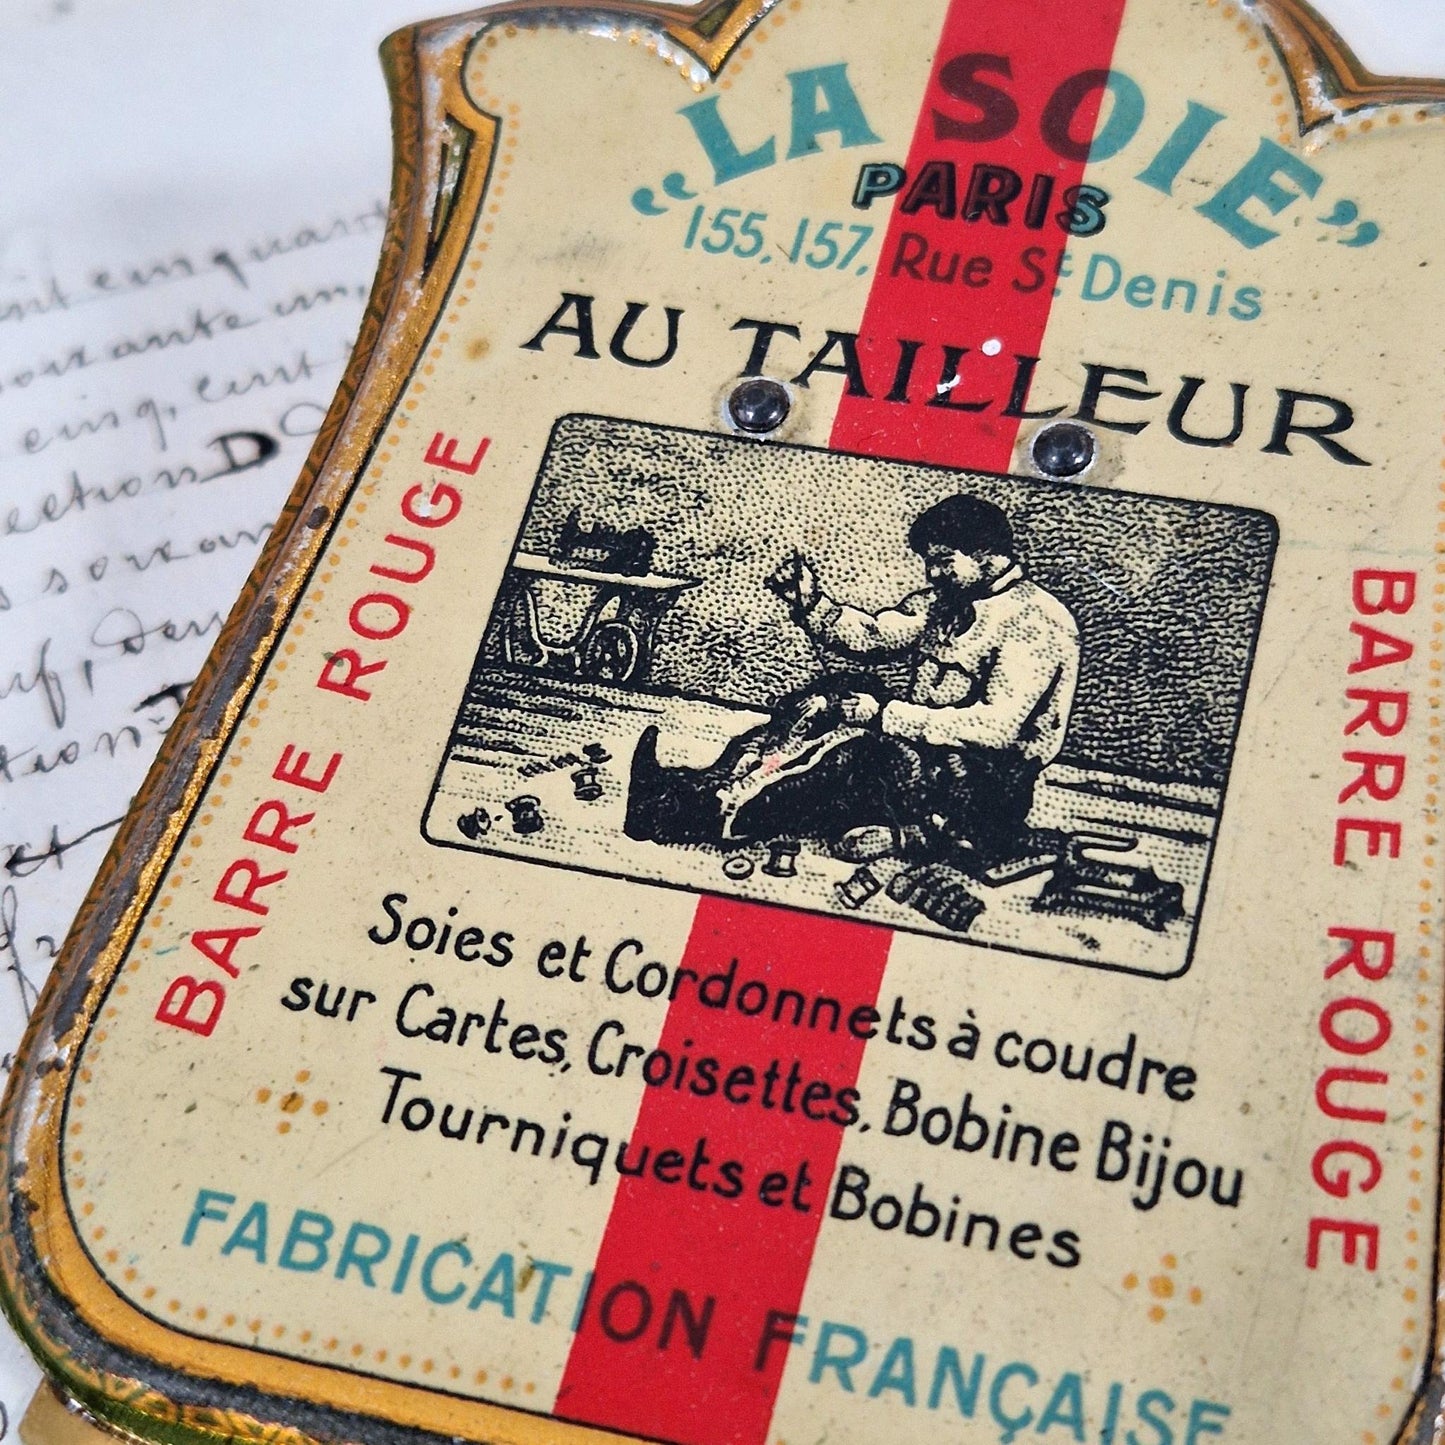 "LA SOIE"
PARIS
155, 157, Rue St Denis
AU TAILLEUR
BARRE ROUGE
BARRE ROUGE
Soies et Cordonnets à coudre
sur Cartes, Croisettes, Bobine Bijou
Tourniquets et Bobines
FABRICATION FRANÇAISE